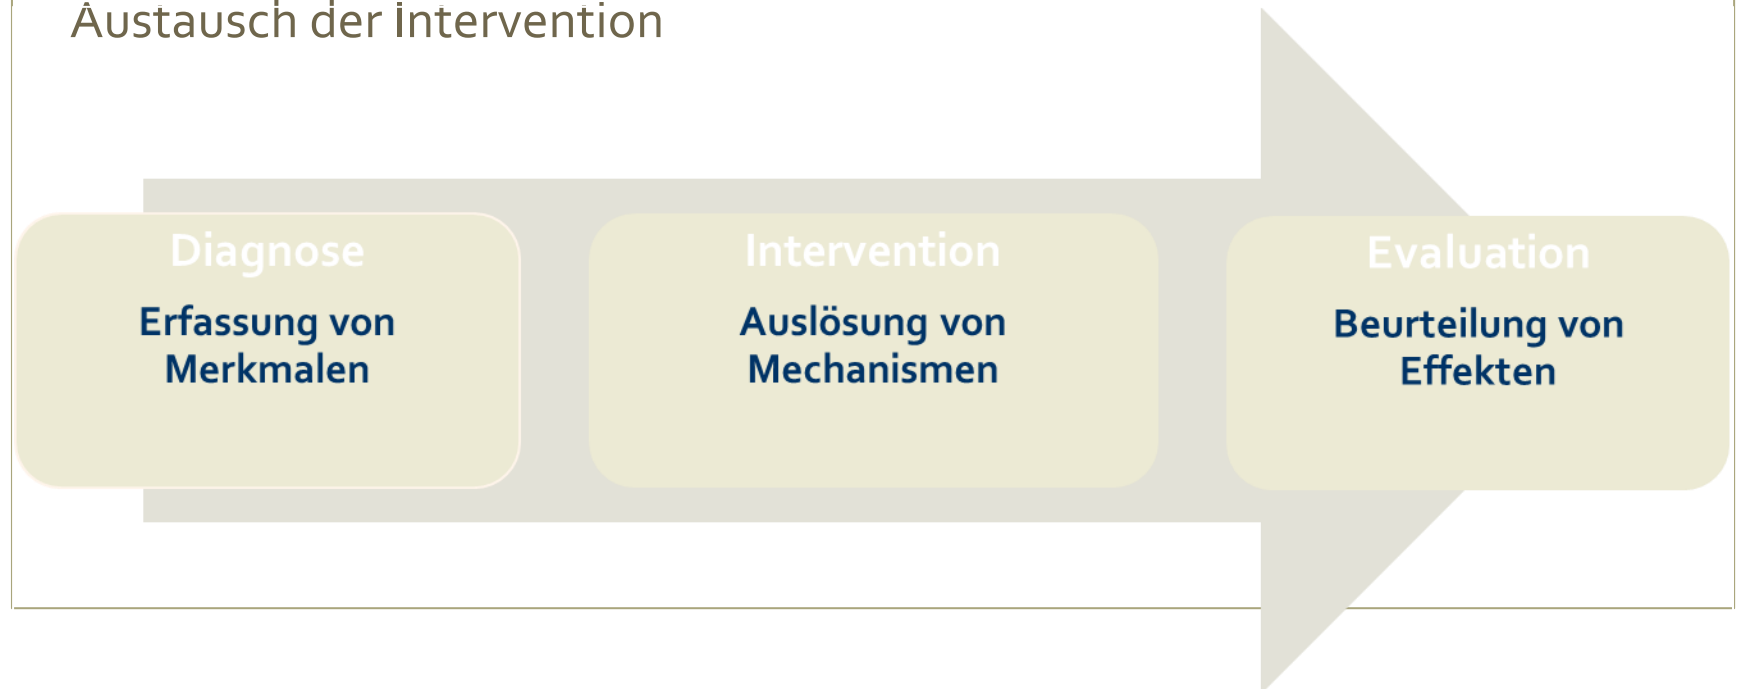 Austausch der Intervention
Diagnose
Erfassung von
Merkmalen
Intervention
Auslösung von
Mechanismen
Evaluation
Beurteilung von
Effekten